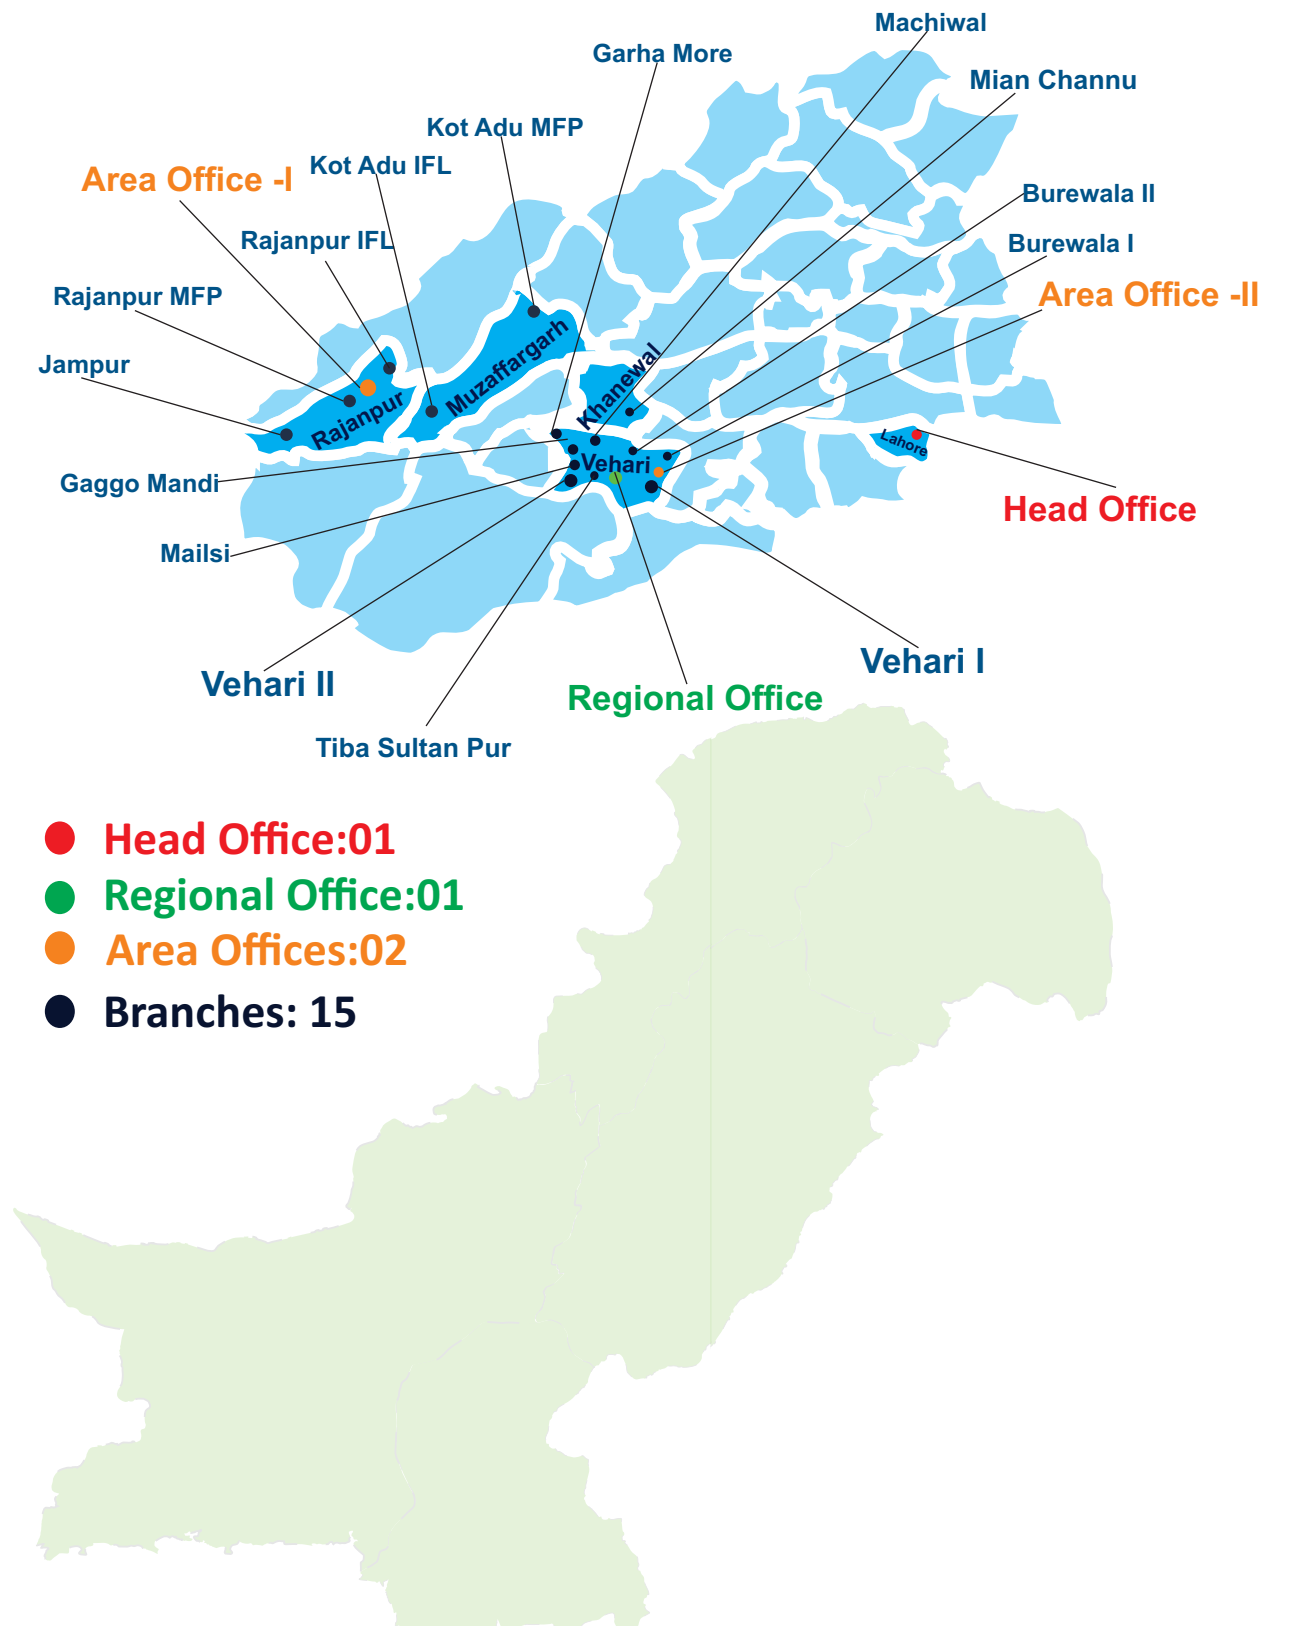 Machiwal
Garha More
Mian Channu
Kot Adu MFP
Kot Adu IFL
Area Office -I
Burewala II
Rajanpur IFL
Burewala I
Rajanpur MFP
Area Office -II
Jampur
Muzaffargarh
Khanewal
Rajanpur
Lahore
Vehari
Gaggo Mandi
Head Office
Mailsi
Vehari I
Vehari II
Regional Office
Tiba Sultan Pur
Head Office:01
Regional Office:01
Area Offices:02
Branches: 15